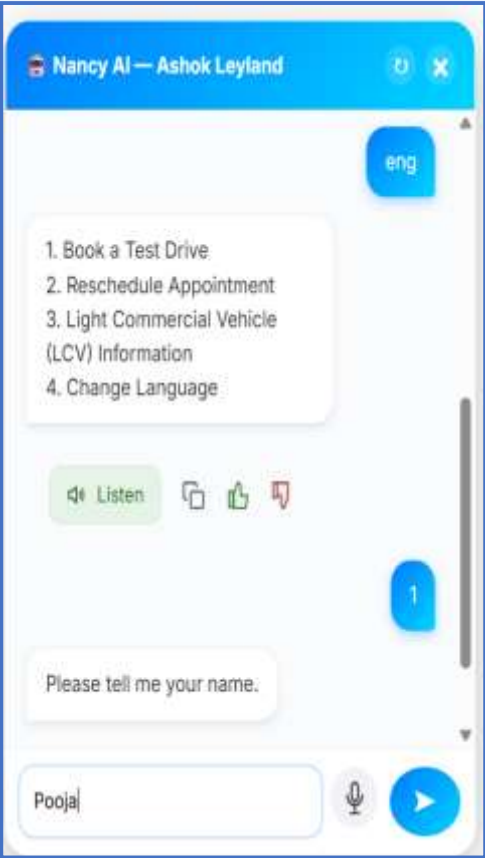 Nancy AI — Ashok Leyland
eng
1. Book a Test Drive
2. Reschedule Appointment
3. Light Commercial Vehicle
(LCV) Information
4. Change Language
Listen
1
Please tell me your name.
Pooja